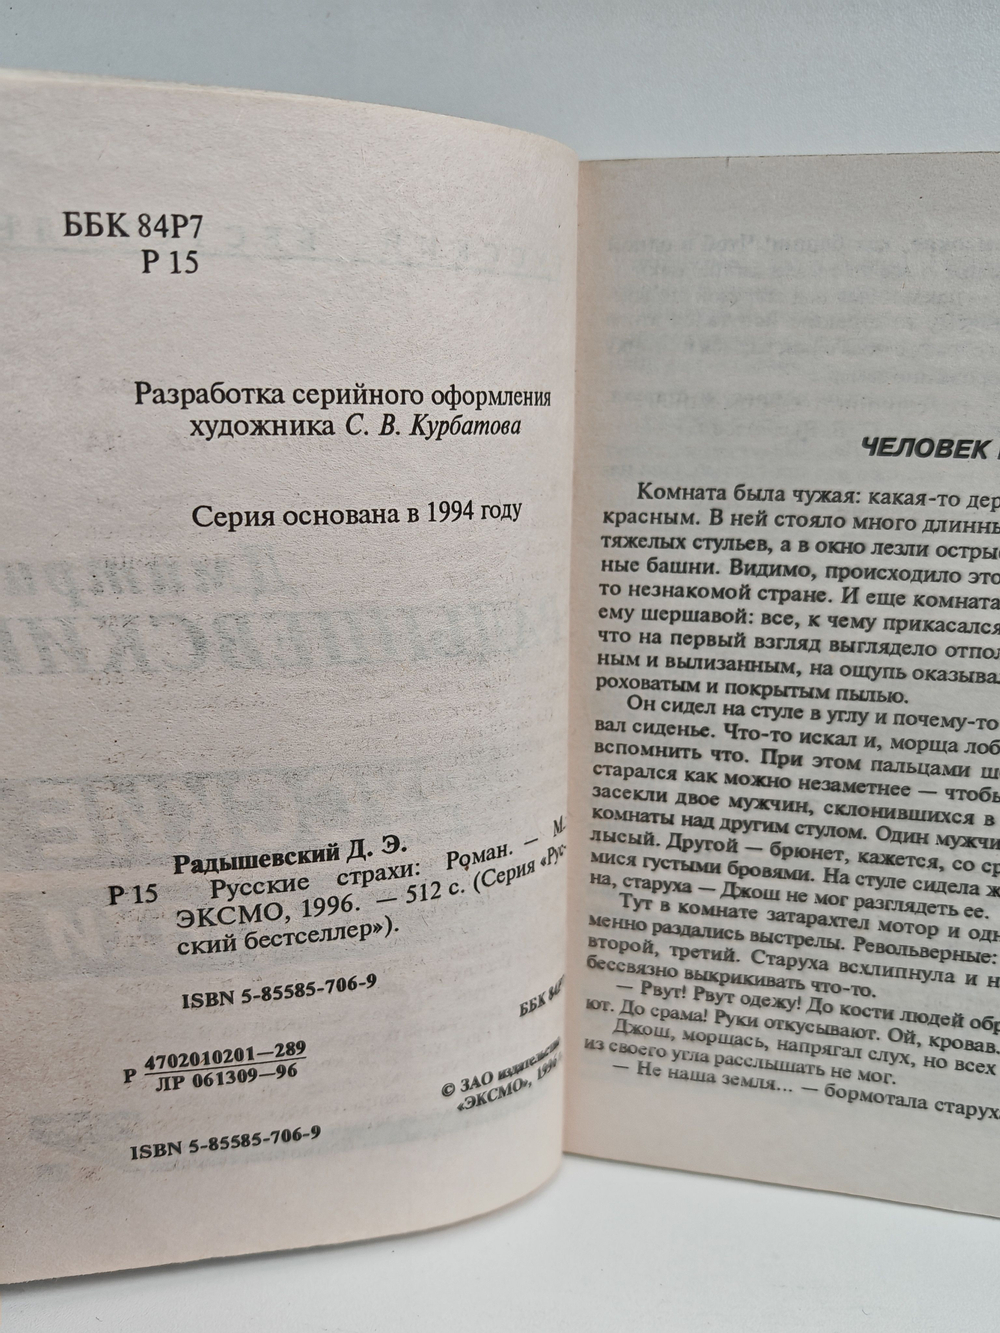 ББК 84Р7
Р 15
Разработка серийного оформления
художника С. В. Курбатова
Серия основана в 1994 году
Радышевский Д. Э.
Р 15 Русские страхи: Роман. — М.
ЭКСМО, 1996. — 512 с. (Серия «Рус-
ский бестселлер»).
ISBN 5-85585-706-9
ББК 84Р
Р 4702010201—289
ЛР 061309—96
© ЗАО издательство
«ЭКСМО», 1996
ISBN 5-85585-706-9
ЧЕЛОВЕК
Комната была чужая: какая-то дер
красным. В ней стояло много длинны
тяжелых стульев, а в окно лезли острые
ные башни. Видимо, происходило это
то незнакомой стране. И еще комната
ему шершавой: все, к чему прикасался
что на первый взгляд выглядело отпол
ным и вылизанным, на ощупь оказыва
роховатым и покрытым пылью.
Он сидел на стуле в углу и почему-то
вал сиденье. Что-то искал и, морща лоб
вспомнить что. При этом пальцами ш
старался как можно незаметнее — чтобы
засекли двое мужчин, склонившихся в
комнаты над другим стулом. Один мужчи
лысый. Другой — брюнет, кажется, со ср
мися густыми бровями. На стуле сидела ж
на, старуха — Джош не мог разглядеть ее.
Тут в комнате затарахтел мотор и одн
менно раздались выстрелы. Револьверные:
второй, третий. Старуха всхлипнула и н
бессвязно выкрикивать что-то.
— Рвут! Рвут одежу! До кости людей обр
ют. До срама! Руки откусывают. Ой, кровав.
Джош, морщась, напрягал слух, но всех
из своего угла расслышать не мог.
— Не наша земля... — бормотала старух